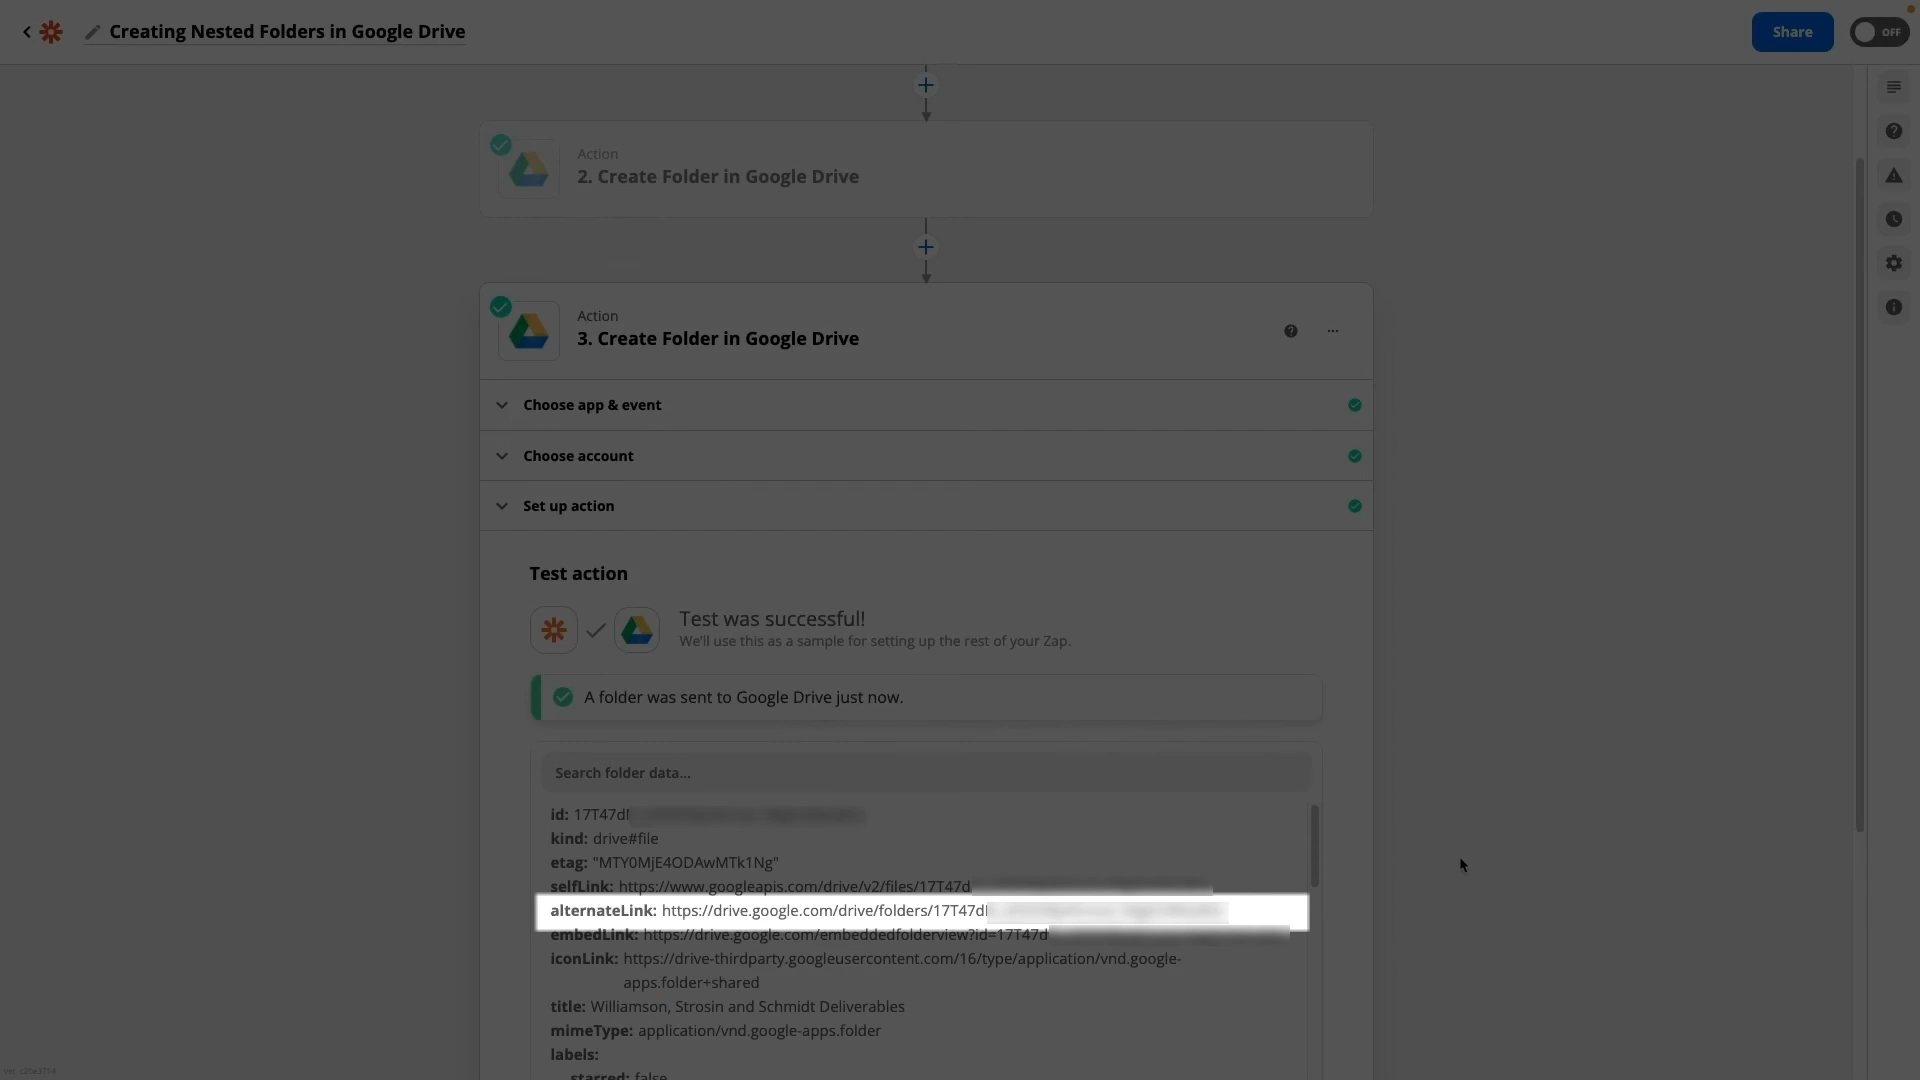 Creating Nested Folders in Google Drive
Share
OFF
Action
2. Create Folder in Google Drive
Action
3. Create Folder in Google Drive
Choose app & event
Choose account
Set up action
Test action
Test was successful!
We'll use this as a sample for setting up the rest of your Zap.
A folder was sent to Google Drive just now.
Search folder data...
id:
kind: drive#file
etag: "MTY0MjE4ODAwMTk1Ng"
selfLink: https://www.googleapis.com/drive/v2/files/17T47d
alternateLink: https://drive.google.com/drive/folders/17T47d
embedLink: https://drive.google.com/embeddedfolderview?id=17T47d
iconLink: https://drive-thirdparty.googleusercontent.com/16/type/application/vnd.google-
apps.folder+shared
title: Williamson, Strosin and Schmidt Deliverables
mimeType: application/vnd.google-apps.folder
labels:
starred: false